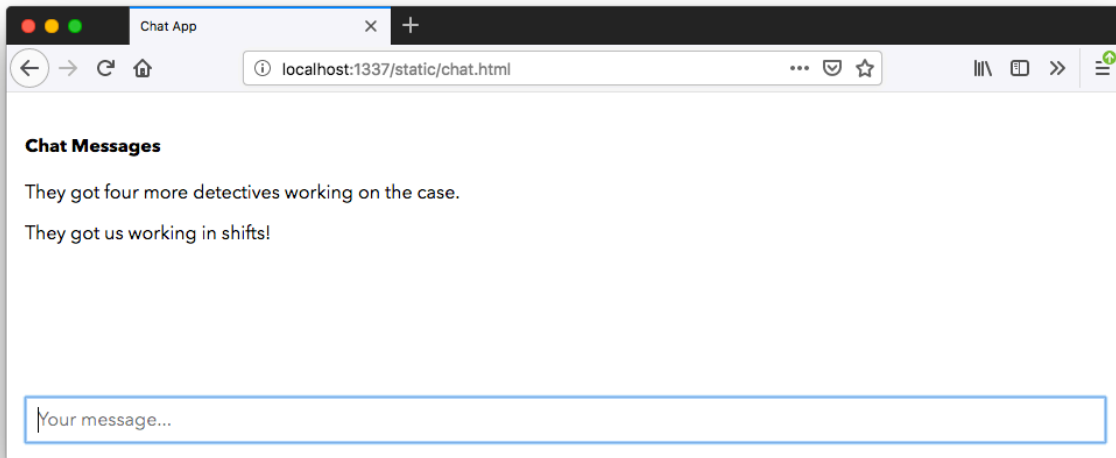 Chat App
localhost:1337/static/chat.html
Chat Messages
They got four more detectives working on the case.
They got us working in shifts!
Your message...